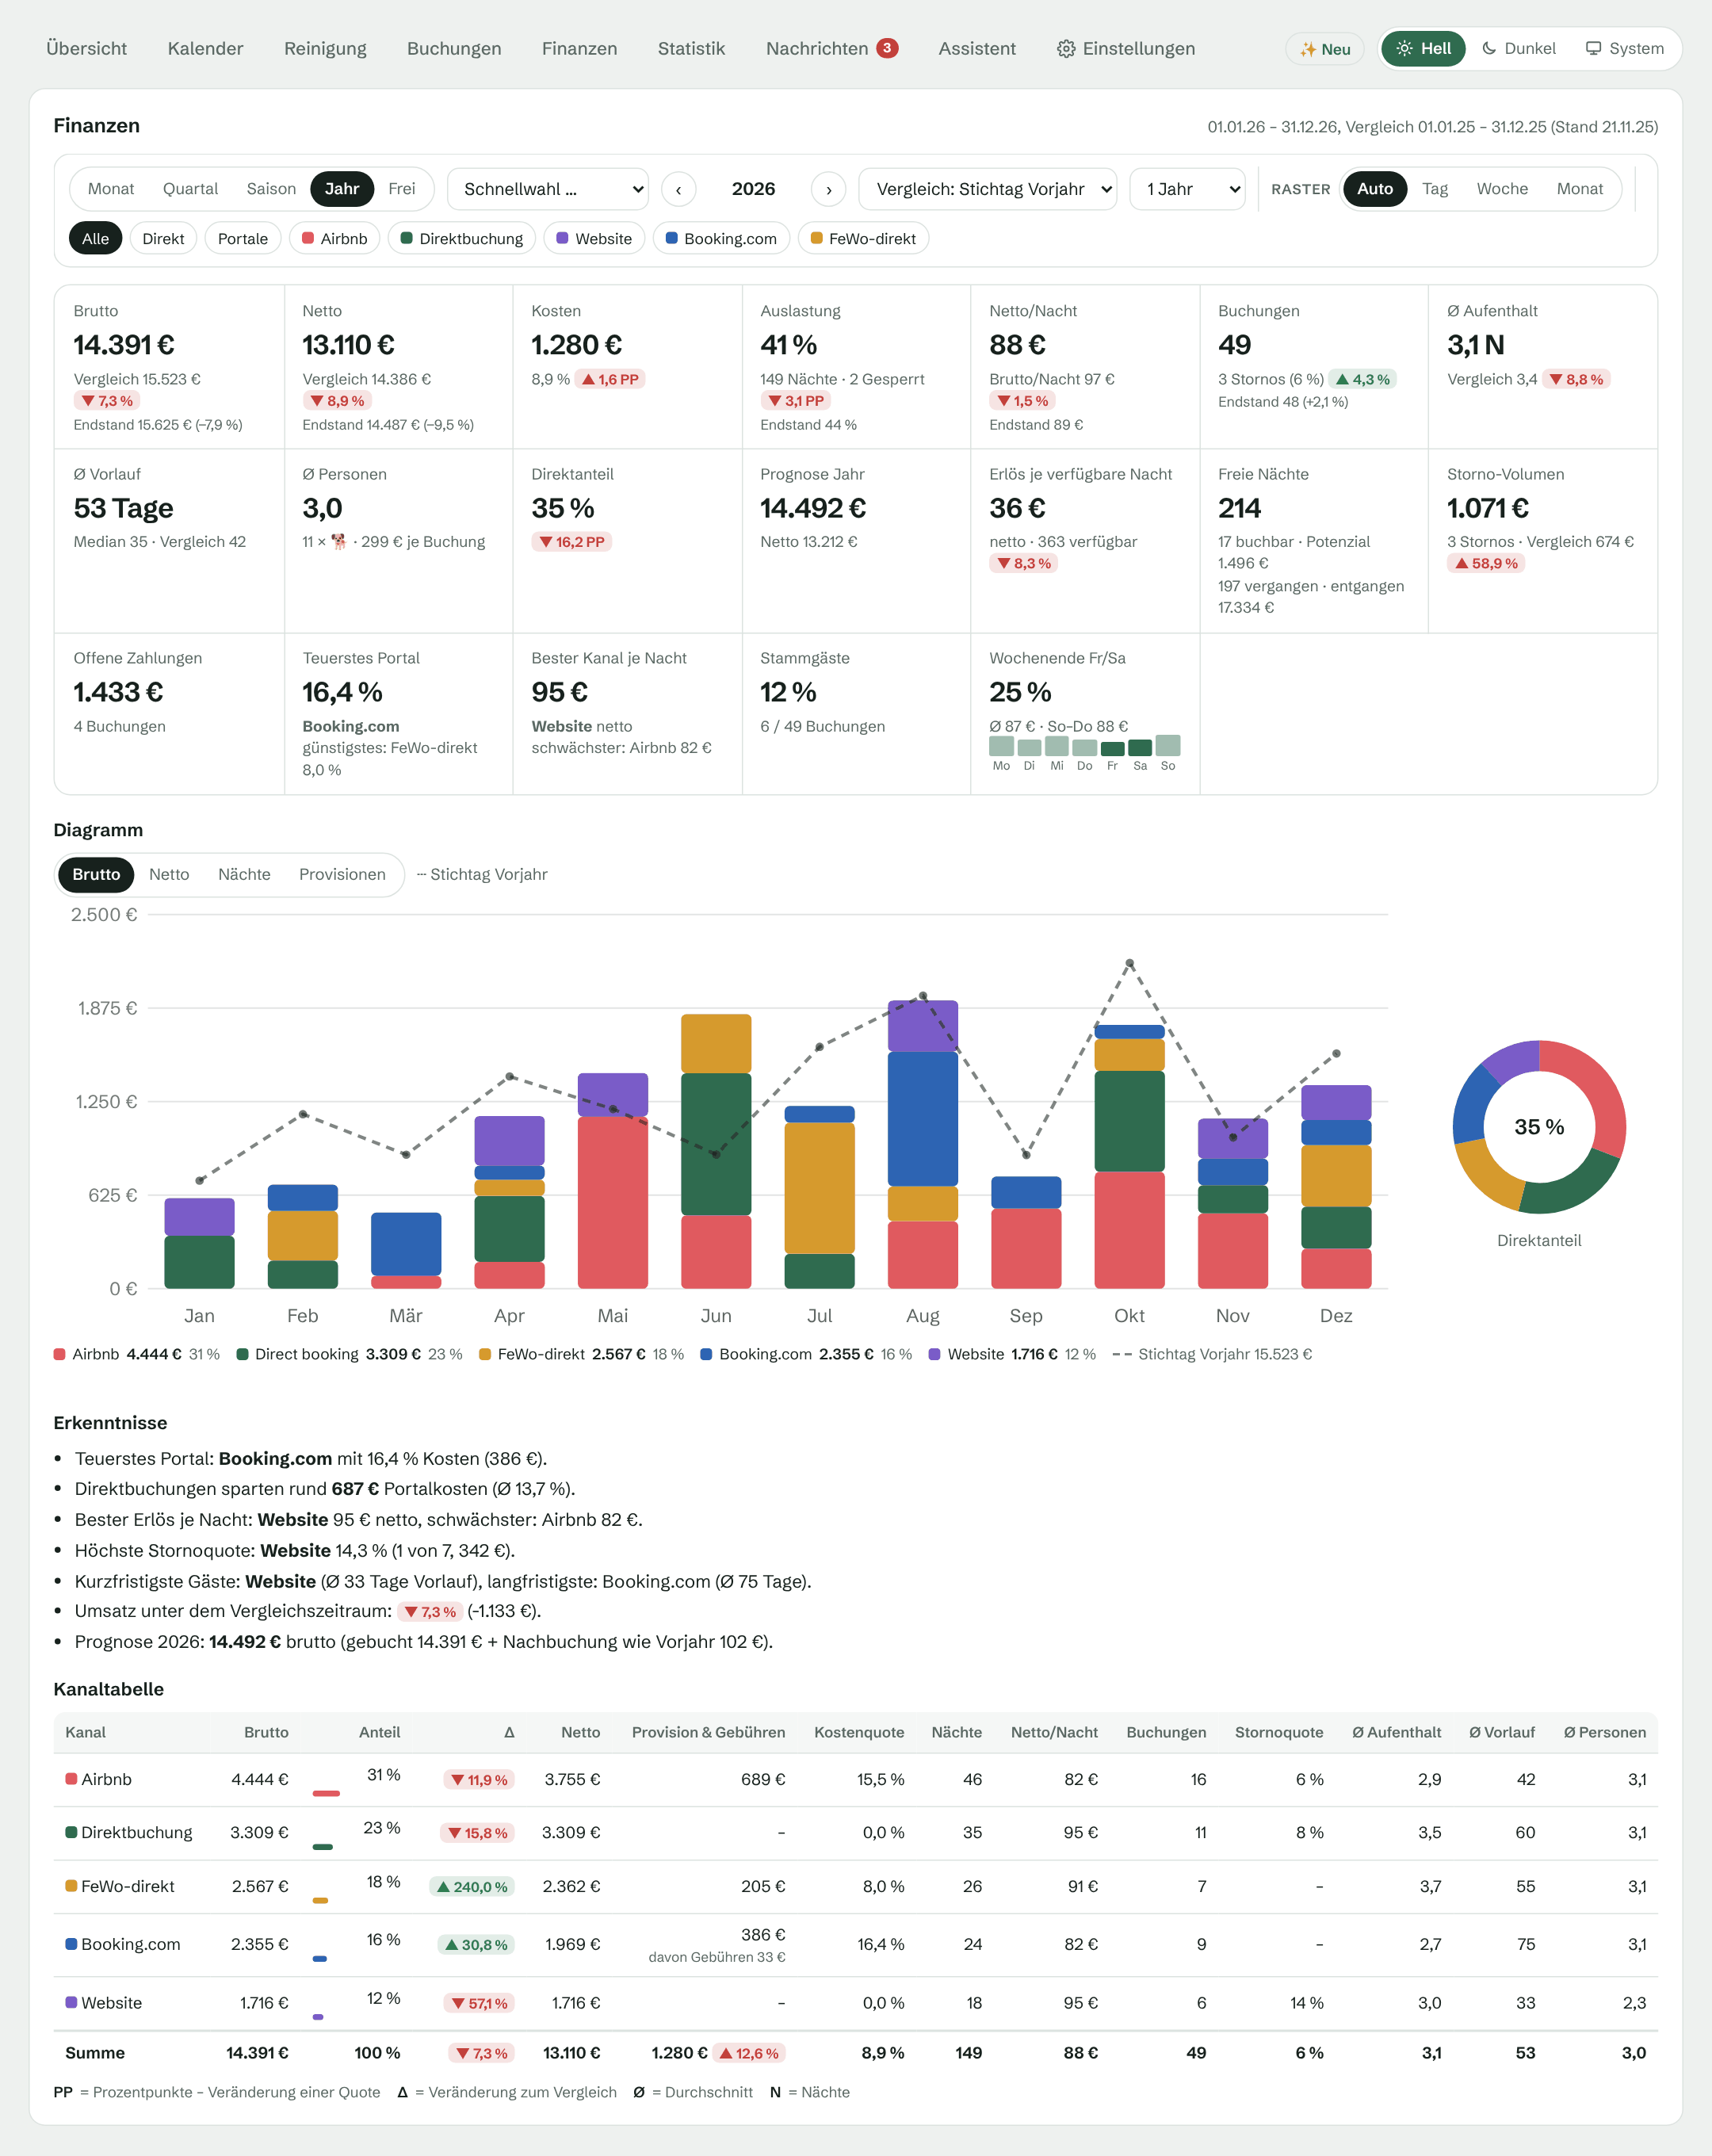 Übersicht Kalender Reinigung Buchungen Finanzen Statistik Nachrichten 3 Assistent Einstellungen ✨ Neu Hell Dunkel System
Finanzen
01.01.26 – 31.12.26, Vergleich 01.01.25 – 31.12.25 (Stand 21.11.25)
Monat Quartal Saison Jahr Frei Schnellwahl ... ‹ 2026 › Vergleich: Stichtag Vorjahr 1 Jahr RASTER Auto Tag Woche Monat
Alle Direkt Portale Airbnb Direktbuchung Website Booking.com FeWo-direkt
Brutto
14.391 €
Vergleich 15.523 €
▼ 7,3 %
Endstand 15.625 € (−7,9 %)
Netto
13.110 €
Vergleich 14.386 €
▼ 8,9 %
Endstand 14.487 € (−9,5 %)
Kosten
1.280 €
8,9 % ▲ 1,6 PP
Auslastung
41 %
149 Nächte · 2 Gesperrt
▼ 3,1 PP
Endstand 44 %
Netto/Nacht
88 €
Brutto/Nacht 97 €
▼ 1,5 %
Endstand 89 €
Buchungen
49
3 Stornos (6 %) ▲ 4,3 %
Endstand 48 (+2,1 %)
Ø Aufenthalt
3,1 N
Vergleich 3,4 ▼ 8,8 %
Ø Vorlauf
53 Tage
Median 35 · Vergleich 42
Ø Personen
3,0
11 × 🐕 · 299 € je Buchung
Direktanteil
35 %
▼ 16,2 PP
Prognose Jahr
14.492 €
Netto 13.212 €
Erlös je verfügbare Nacht
36 €
netto · 363 verfügbar
▼ 8,3 %
Freie Nächte
214
17 buchbar · Potenzial
1.496 €
197 vergangen · entgangen
17.334 €
Storno-Volumen
1.071 €
3 Stornos · Vergleich 674 €
▲ 58,9 %
Offene Zahlungen
1.433 €
4 Buchungen
Teuerstes Portal
16,4 %
Booking.com
günstigstes: FeWo-direkt
8,0 %
Bester Kanal je Nacht
95 €
Website netto
schwächster: Airbnb 82 €
Stammgäste
12 %
6 / 49 Buchungen
Wochenende Fr/Sa
25 %
Ø 87 € · So–Do 88 €
Mo Di Mi Do Fr Sa So
Diagramm
Brutto Netto Nächte Provisionen ┄ Stichtag Vorjahr
2.500 €
1.875 €
1.250 €
625 €
0 €
Jan Feb Mär Apr Mai Jun Jul Aug Sep Okt Nov Dez
35 %
Direktanteil
Airbnb 4.444 € 31 % Direct booking 3.309 € 23 % FeWo-direkt 2.567 € 18 % Booking.com 2.355 € 16 % Website 1.716 € 12 % Stichtag Vorjahr 15.523 €
Erkenntnisse
• Teuerstes Portal: Booking.com mit 16,4 % Kosten (386 €).
• Direktbuchungen sparten rund 687 € Portalkosten (Ø 13,7 %).
• Bester Erlös je Nacht: Website 95 € netto, schwächster: Airbnb 82 €.
• Höchste Stornoquote: Website 14,3 % (1 von 7, 342 €).
• Kurzfristigste Gäste: Website (Ø 33 Tage Vorlauf), langfristigste: Booking.com (Ø 75 Tage).
• Umsatz unter dem Vergleichszeitraum: ▼ 7,3 % (-1.133 €).
• Prognose 2026: 14.492 € brutto (gebucht 14.391 € + Nachbuchung wie Vorjahr 102 €).
Kanaltabelle
Kanal Brutto Anteil Δ Netto Provision & Gebühren Kostenquote Nächte Netto/Nacht Buchungen Stornoquote Ø Aufenthalt Ø Vorlauf Ø Personen
Airbnb 4.444 € 31 % ▼ 11,9 % 3.755 € 689 € 15,5 % 46 82 € 16 6 % 2,9 42 3,1
Direktbuchung 3.309 € 23 % ▼ 15,8 % 3.309 € – 0,0 % 35 95 € 11 8 % 3,5 60 3,1
FeWo-direkt 2.567 € 18 % ▲ 240,0 % 2.362 € 205 € 8,0 % 26 91 € 7 – 3,7 55 3,1
Booking.com 2.355 € 16 % ▲ 30,8 % 1.969 € 386 € 16,4 % 24 82 € 9 – 2,7 75 3,1
davon Gebühren 33 €
Website 1.716 € 12 % ▼ 57,1 % 1.716 € – 0,0 % 18 95 € 6 14 % 3,0 33 2,3
Summe 14.391 € 100 % ▼ 7,3 % 13.110 € 1.280 € ▲ 12,6 % 8,9 % 149 88 € 49 6 % 3,1 53 3,0
PP = Prozentpunkte – Veränderung einer Quote Δ = Veränderung zum Vergleich Ø = Durchschnitt N = Nächte